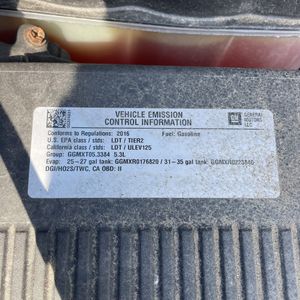 VEHICLE EMISSION
CONTROL INFORMATION
GM
GENERAL
MOTORS LLC
Conforms to Regulations: 2016 Fuel: Gasoline
U.S. EPA class / stds: LDT / TIER2
California class / stds: LDT / ULEV125
Group: GGMXT05.3384 5.3L
Evap: 25-27 gal tank: GGMXR0176820 / 31-35 gal tank:
DGI/HO2S/TWC, CA OBD: II